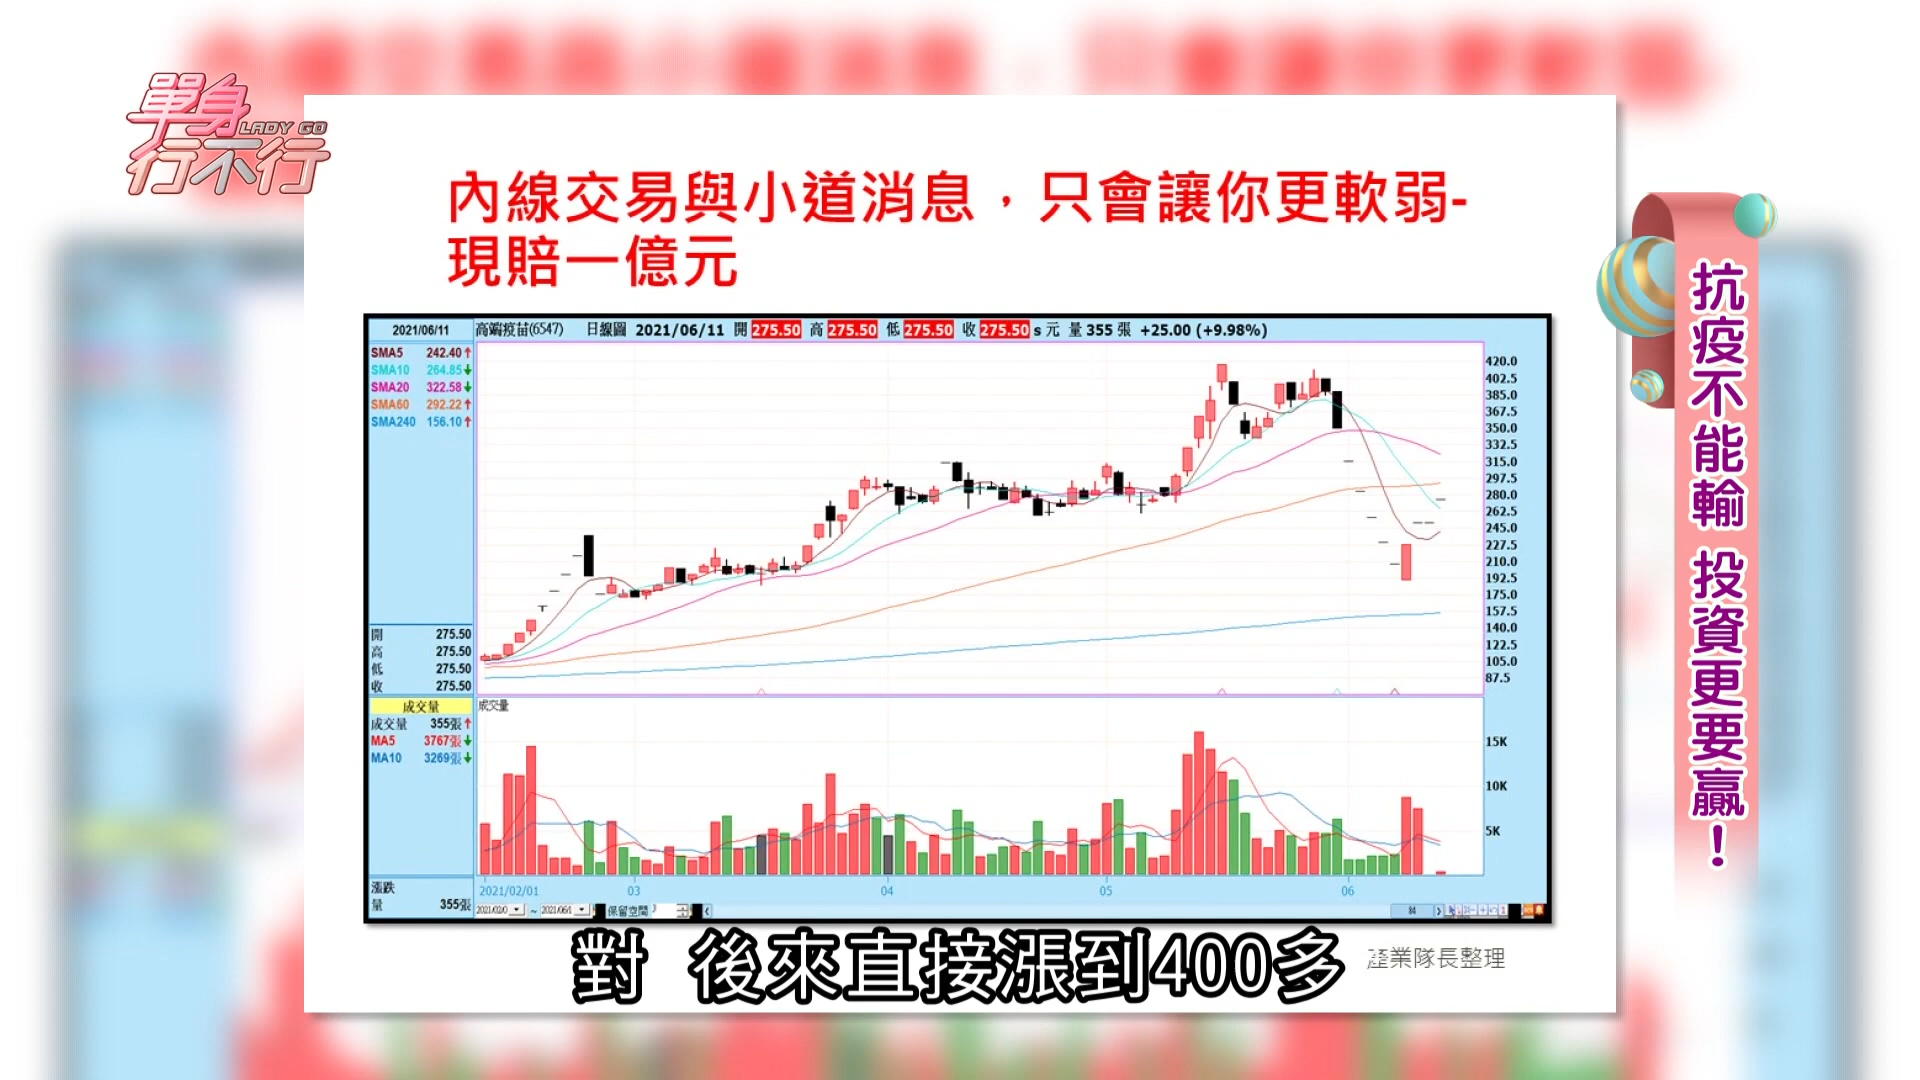 單身
LADY GO
行不行
內線交易與小道消息，只會讓你更軟弱-
現賠一億元
抗疫不能輸 投資更要贏！
2021/06/11
高端疫苗(6547) 日線圖 2021/06/11 開 275.50 高 275.50 低 275.50 收 275.50 s 元 量 355 張 +25.00 (+9.98%)
SMA5 242.40↑
SMA10 264.85↓
SMA20 322.58↓
SMA60 292.22↑
SMA240 156.10↑
420.0
402.5
385.0
367.5
350.0
332.5
315.0
297.5
280.0
262.5
245.0
227.5
210.0
192.5
175.0
157.5
140.0
122.5
105.0
87.5
開 275.50
高 275.50
低 275.50
收 275.50
成交量
成交量 355張↑
MA5 3767張↓
MA10 3269張↓
成交量
15K
10K
5K
漲跌
量 355張
2021/02/01 03 04 05 06
保留空間
84
對 後來直接漲到400多
產業隊長整理